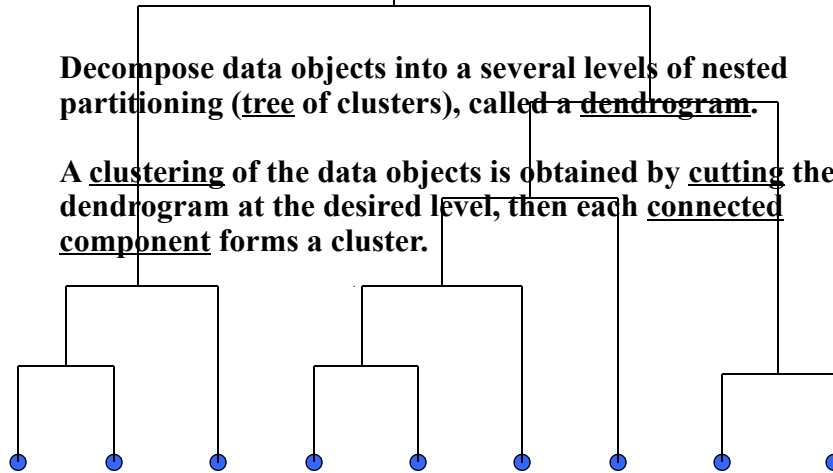 Decompose data objects into a several levels of nested
partitioning (tree of clusters), called a dendrogram.
A clustering of the data objects is obtained by cutting the
dendrogram at the desired level, then each connected
component forms a cluster.